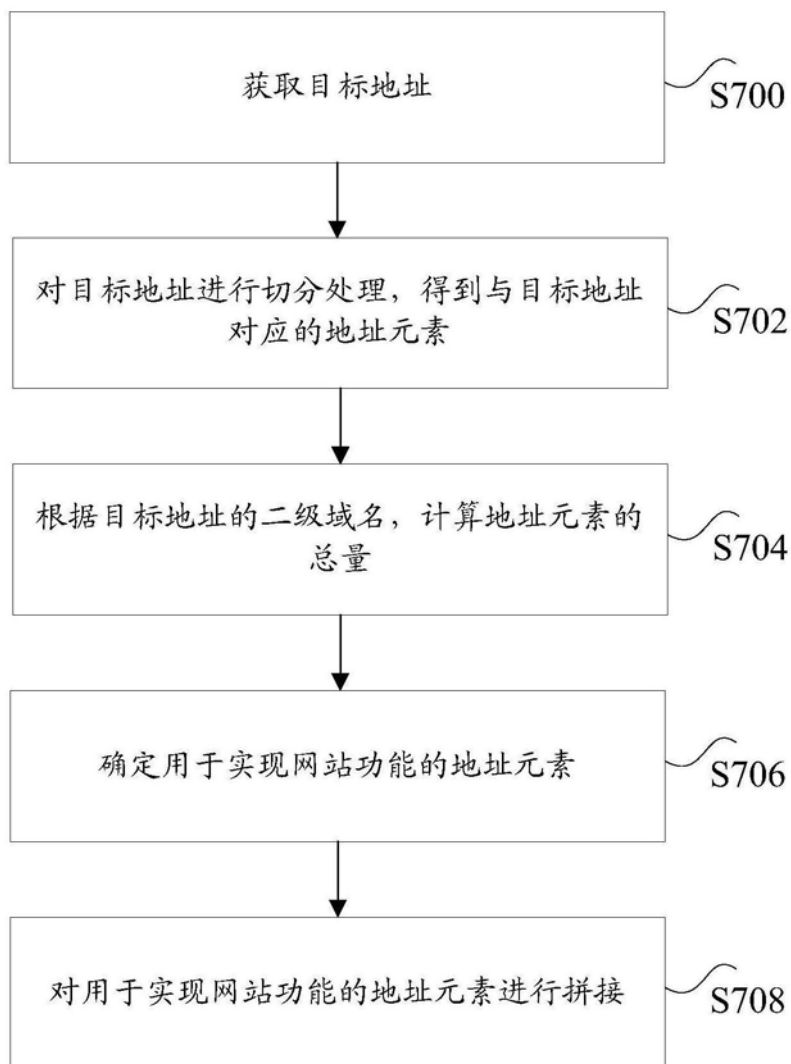 获取目标地址
S700
对目标地址进行切分处理，得到与目标地址
对应的地址元素
S702
根据目标地址的二级域名，计算地址元素的
总量
S704
确定用于实现网站功能的地址元素
S706
对用于实现网站功能的地址元素进行拼接
S708